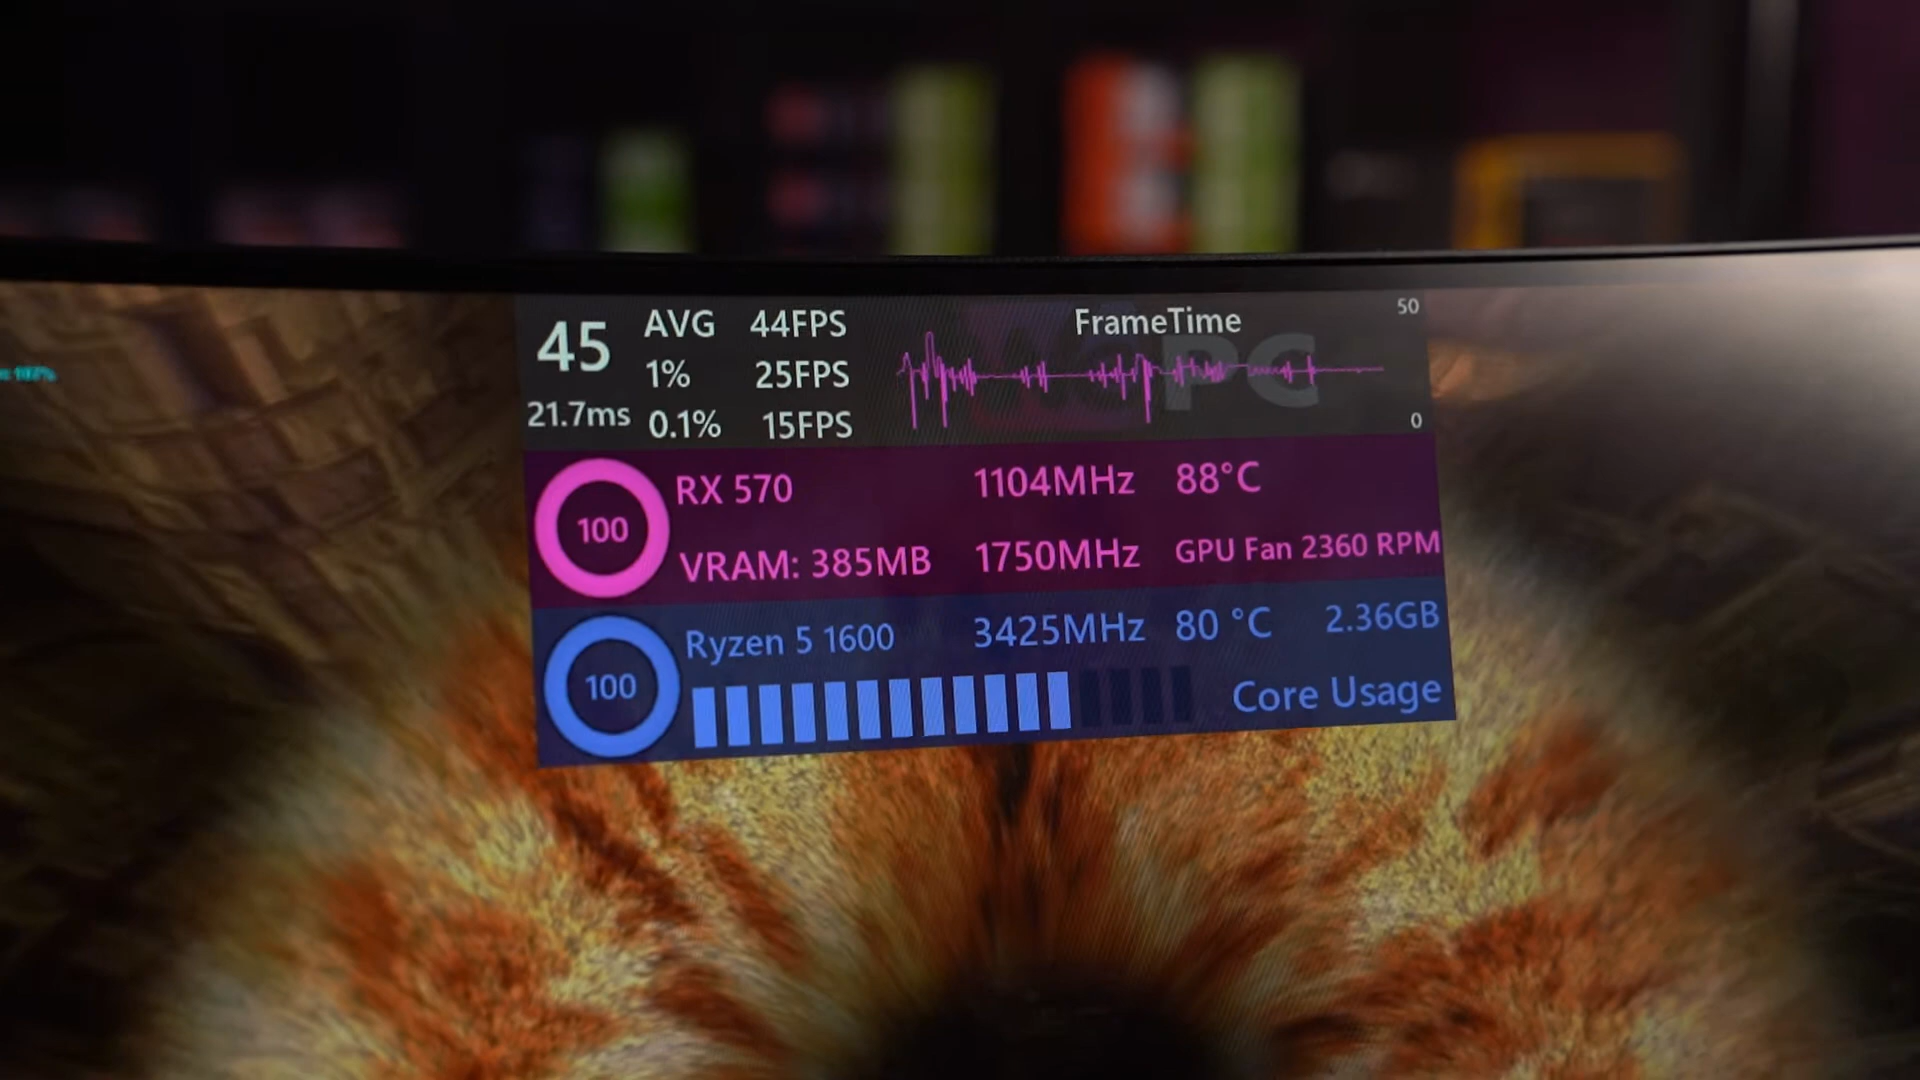 45
21.7ms
AVG 44FPS
1% 25FPS
0.1% 15FPS
FrameTime
50
0
PC
100
RX 570 1104MHz 88°C
VRAM: 385MB 1750MHz GPU Fan 2360 RPM
100
Ryzen 5 1600 3425MHz 80 °C 2.36GB
Core Usage